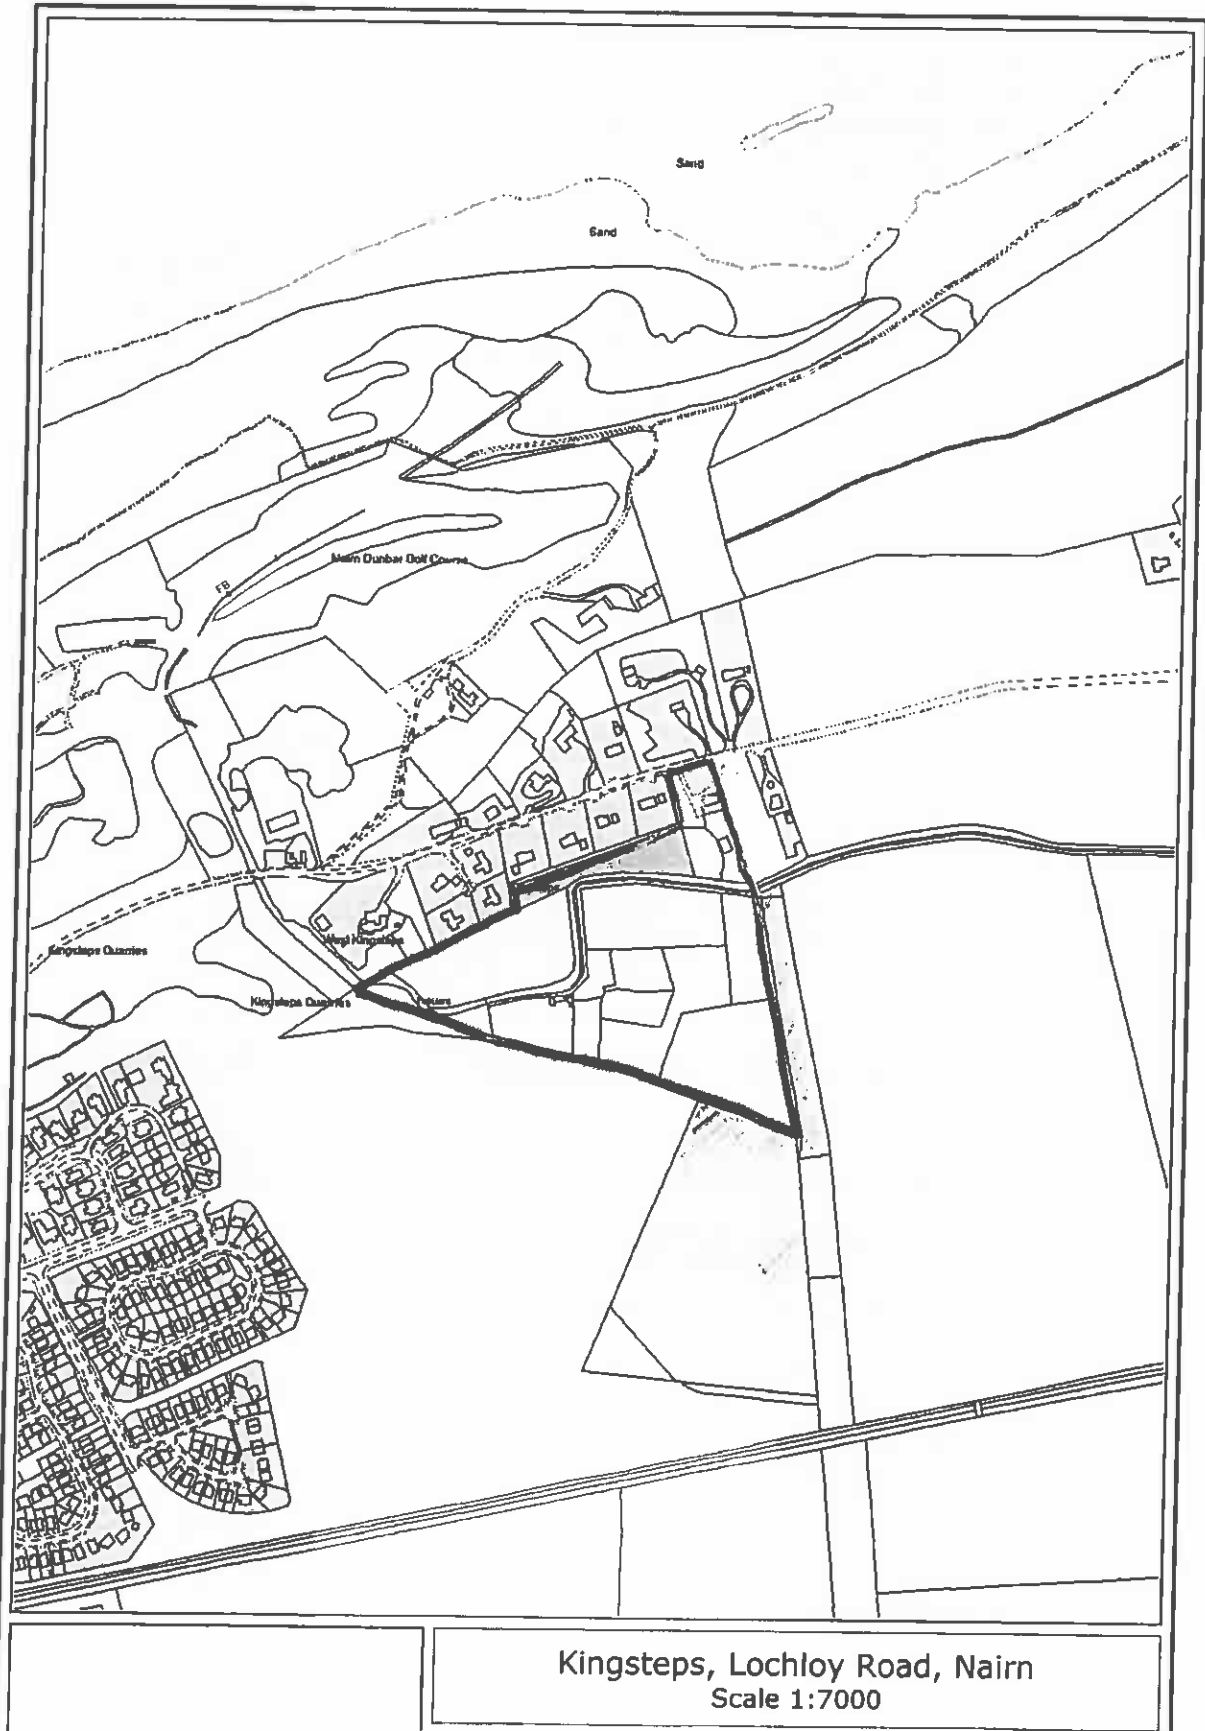 Sand
Sand
Nairn Dunbar Golf Course
FB
West Kingsteps
Kingsteps Quarries
Kingsteps Quarries
Kingsteps, Lochloy Road, Nairn
Scale 1:7000